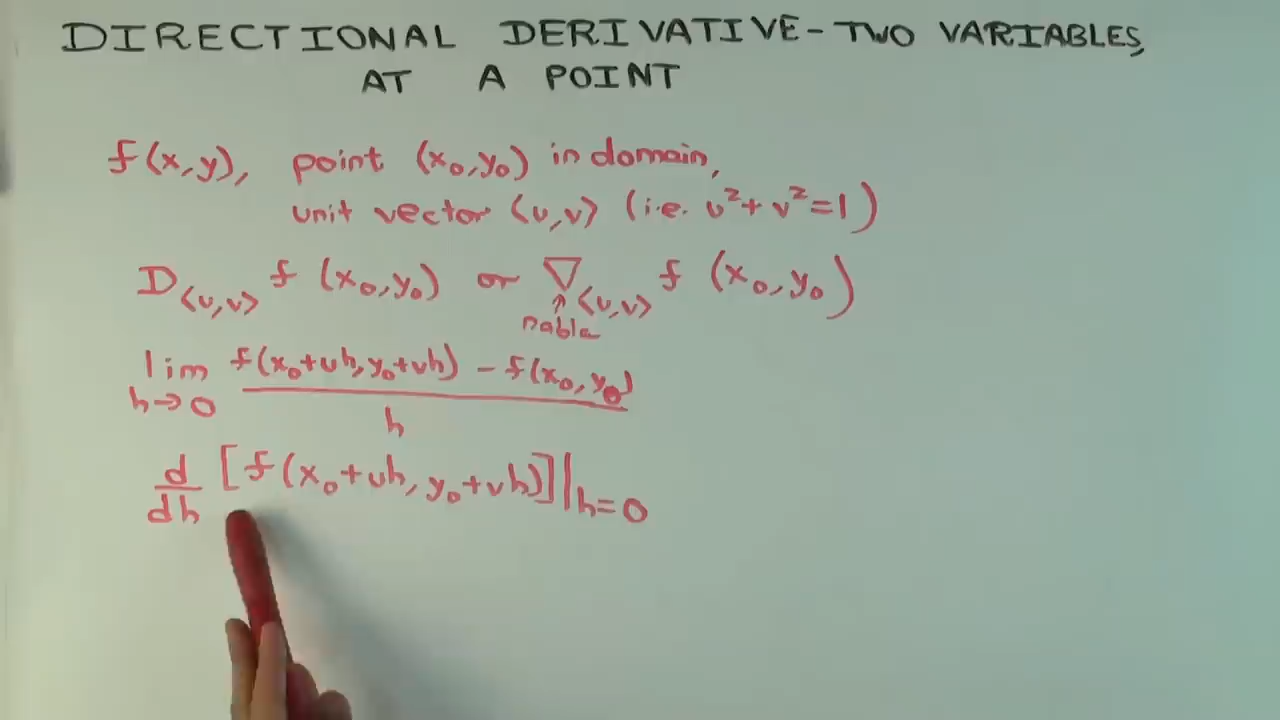 DIRECTIONAL DERIVATIVE - TWO VARIABLES,
AT A POINT
f(x,y), point (x₀,y₀) in domain,
unit vector ⟨u,v⟩ (i.e. u²+v²=1)
D⟨u,v⟩ f (x₀,y₀) or ∇⟨u,v⟩ f (x₀,y₀)
↑
nabla
lim f(x₀+uh,y₀+vh) - f(x₀,y₀)
h→0 h
d [f(x₀+uh, y₀+vh)]|h=0
dh